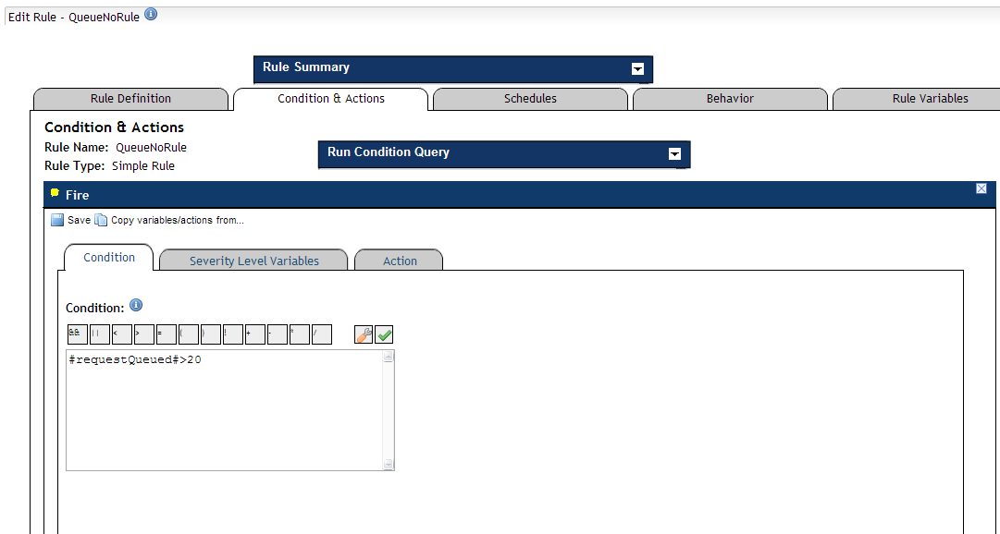 Edit Rule - QueueNoRule
Rule Summary
Rule Definition
Condition & Actions
Schedules
Behavior
Rule Variables
Condition & Actions
Rule Name: QueueNoRule
Run Condition Query
Rule Type: Simple Rule
Fire
Save Copy variables/actions from...
Condition
Severity Level Variables
Action
Condition:
&& || < > = ( ) ! + - * /
#requestQueued#>20